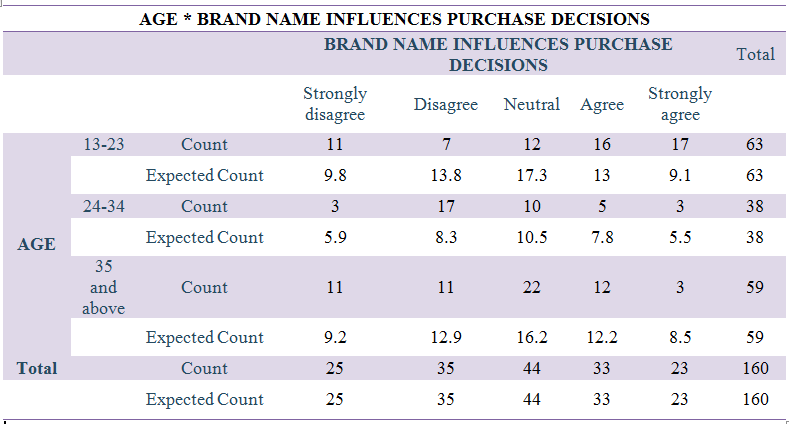 AGE * BRAND NAME INFLUENCES PURCHASE DECISIONS
BRAND NAME INFLUENCES PURCHASE DECISIONS Total
Strongly disagree Disagree Neutral Agree Strongly agree
AGE 13-23 Count 11 7 12 16 17 63
Expected Count 9.8 13.8 17.3 13 9.1 63
24-34 Count 3 17 10 5 3 38
Expected Count 5.9 8.3 10.5 7.8 5.5 38
35 and above Count 11 11 22 12 3 59
Expected Count 9.2 12.9 16.2 12.2 8.5 59
Total Count 25 35 44 33 23 160
Expected Count 25 35 44 33 23 160